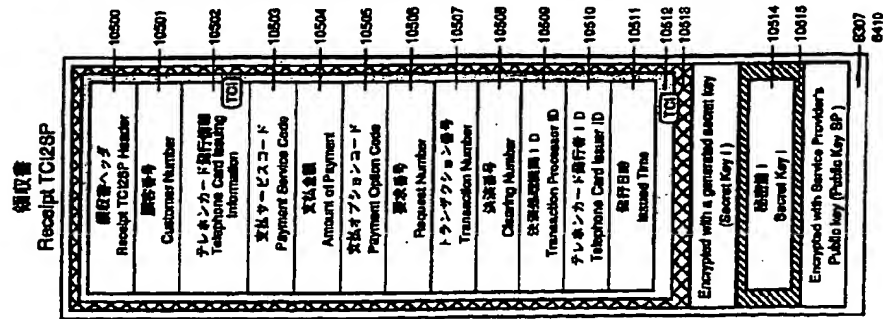 領収書
Receipt TCI2SP
領収書ヘッダ
Receipt TCI2SP Header
顧客番号
Customer Number
テレホンカード発行情報
Telephone Card Issuing
Information
TCI
支払サービスコード
Payment Service Code
支払金額
Amount of Payment
支払オプションコード
Payment Option Code
要求番号
Request Number
トランザクション番号
Transaction Number
決済番号
Clearing Number
決済処理機関ID
Transaction Processor ID
テレホンカード発行者ID
Telephone Card Issuer ID
発行日時
Issued Time
TCI
Encrypted with a generated secret key
(Secret Key I)
秘密鍵 I
Secret Key I
Encrypted with Service Provider's
Public key (Public Key SP)
10500
10501
10502
10503
10504
10505
10506
10507
10508
10509
10510
10511
10512
10513
10514
10515
8307
8410